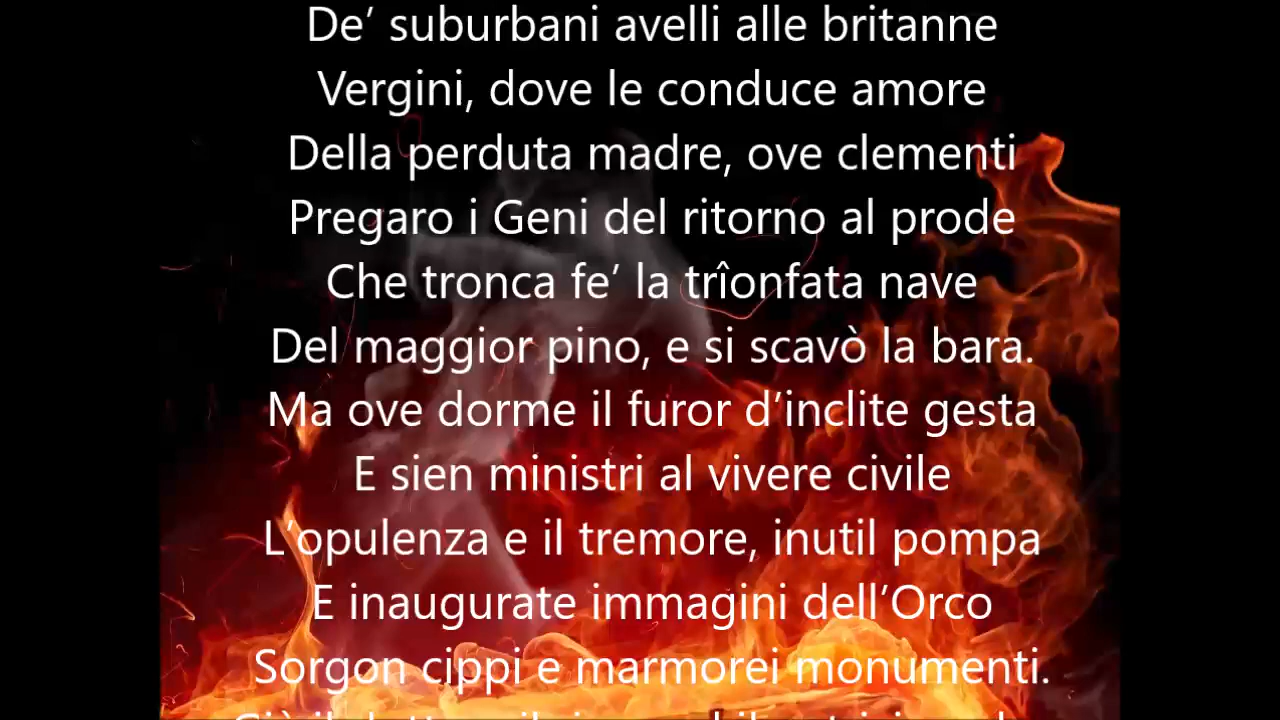 De’ suburbani avelli alle britanne
Vergini, dove le conduce amore
Della perduta madre, ove clementi
Pregaro i Geni del ritorno al prode
Che tronca fe’ la trîonfata nave
Del maggior pino, e si scavò la bara.
Ma ove dorme il furor d’inclite gesta
E sien ministri al vivere civile
L’opulenza e il tremore, inutil pompa
E inaugurate immagini dell’Orco
Sorgon cippi e marmorei monumenti.